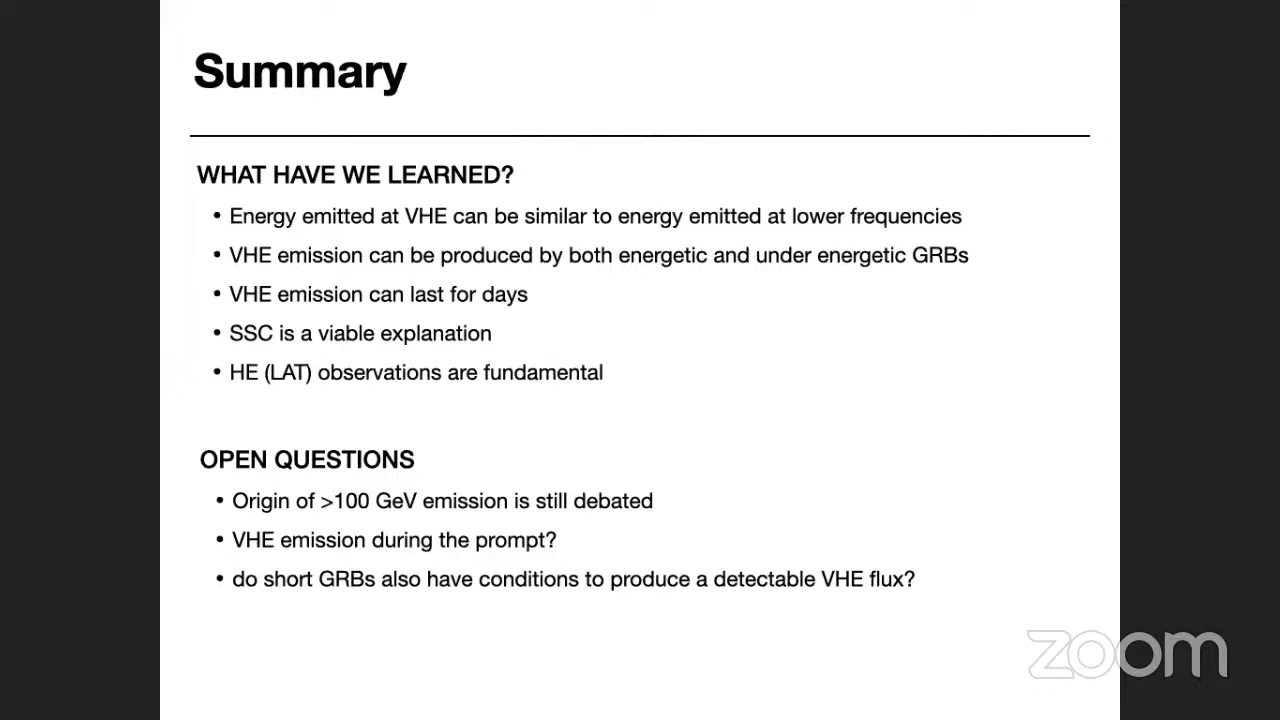 Summary
WHAT HAVE WE LEARNED?
• Energy emitted at VHE can be similar to energy emitted at lower frequencies
• VHE emission can be produced by both energetic and under energetic GRBs
• VHE emission can last for days
• SSC is a viable explanation
• HE (LAT) observations are fundamental
OPEN QUESTIONS
• Origin of >100 GeV emission is still debated
• VHE emission during the prompt?
• do short GRBs also have conditions to produce a detectable VHE flux?
zoom